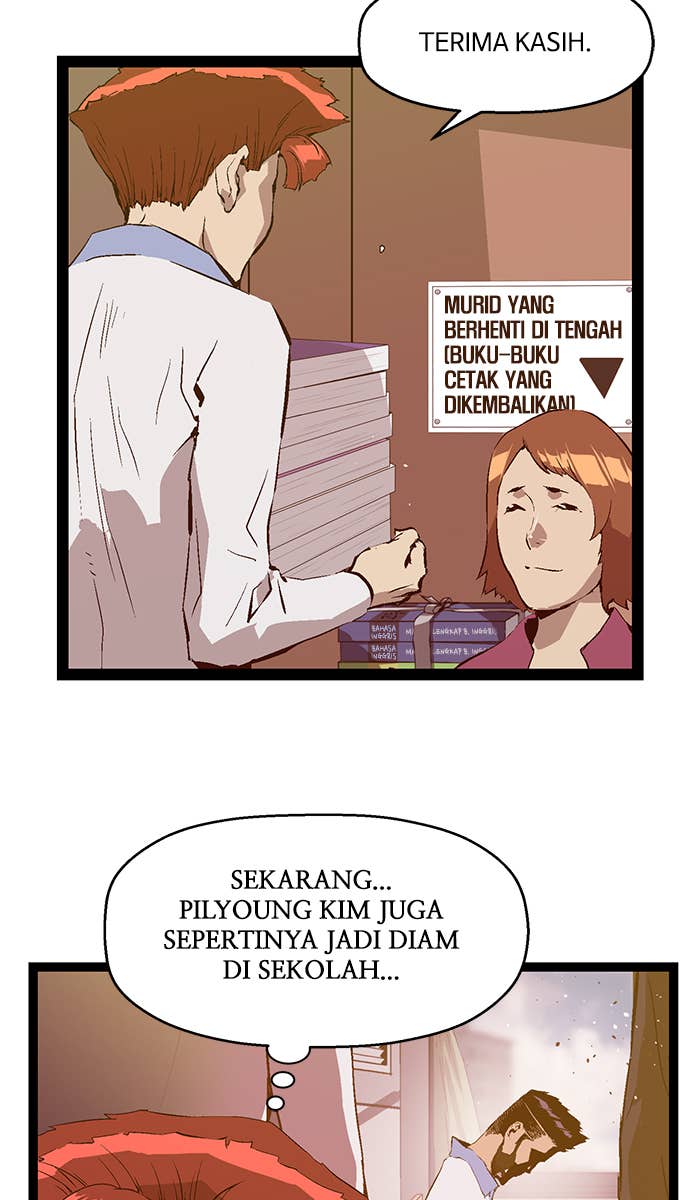 TERIMA KASIH.
MURID YANG
BERHENTI DI TENGAH
(BUKU-BUKU
CETAK YANG
DIKEMBALIKAN)
BAHASA
INGGRIS
LENGKAP B. INGGRIS
BAHASA
INGGRIS
LENGKAP B. INGGRIS
SEKARANG...
PILYOUNG KIM JUGA
SEPERTINYA JADI DIAM
DI SEKOLAH...